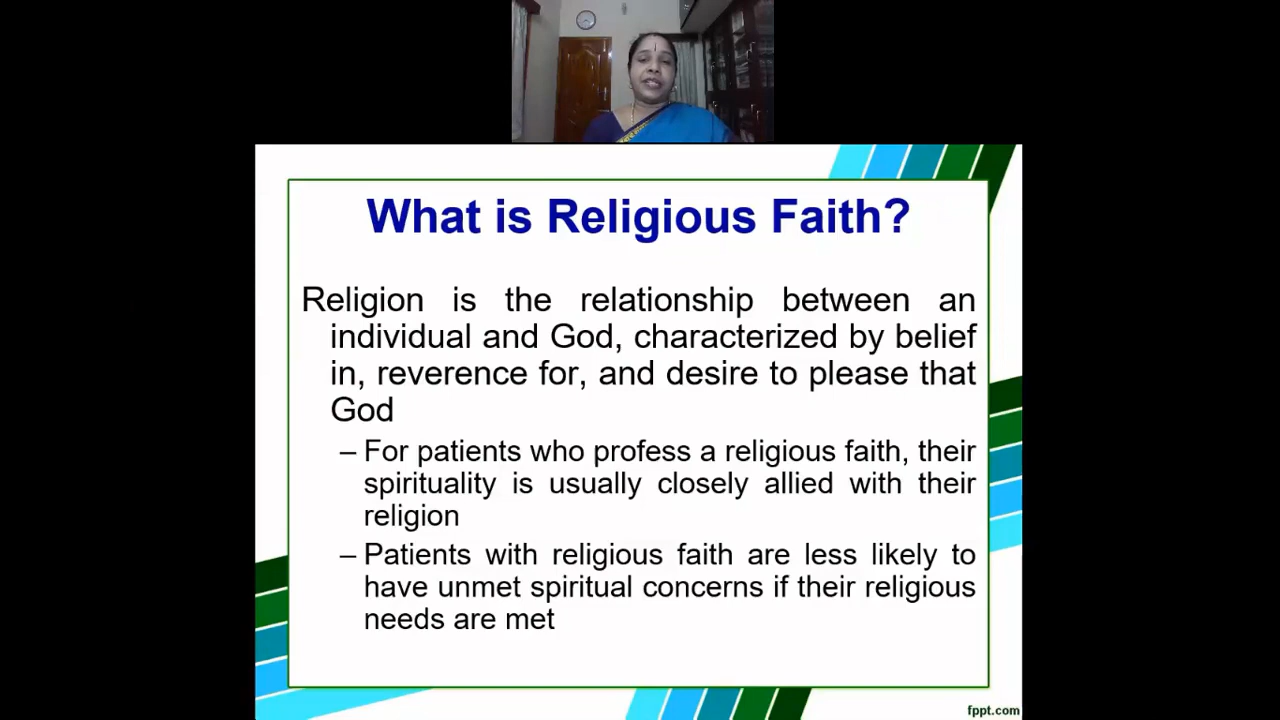 What is Religious Faith?
Religion is the relationship between an
individual and God, characterized by belief
in, reverence for, and desire to please that
God
– For patients who profess a religious faith, their
spirituality is usually closely allied with their
religion
– Patients with religious faith are less likely to
have unmet spiritual concerns if their religious
needs are met
fppt.com